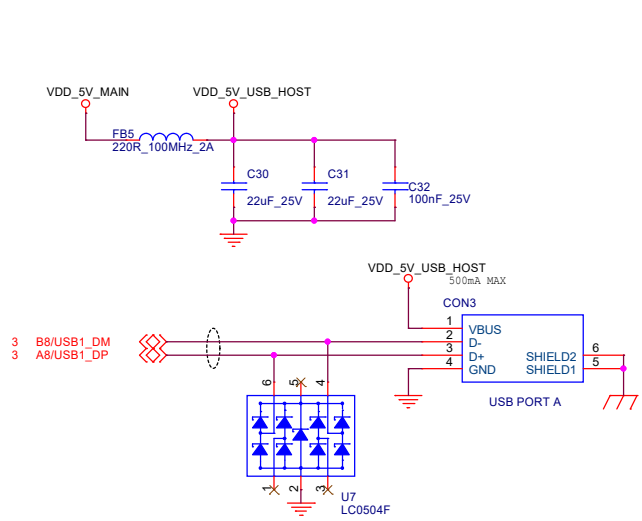 VDD_5V_MAIN
VDD_5V_USB_HOST
FB5
220R_100MHz_2A
C30
22uF_25V
C31
22uF_25V
C32
100nF_25V
VDD_5V_USB_HOST
500mA MAX
CON3
3 B8/USB1_DM
3 A8/USB1_DP
1 VBUS
2 D-
3 D+
4 GND
SHIELD2 6
SHIELD1 5
USB PORT A
6 5 4
1 2 3
U7
LC0504F